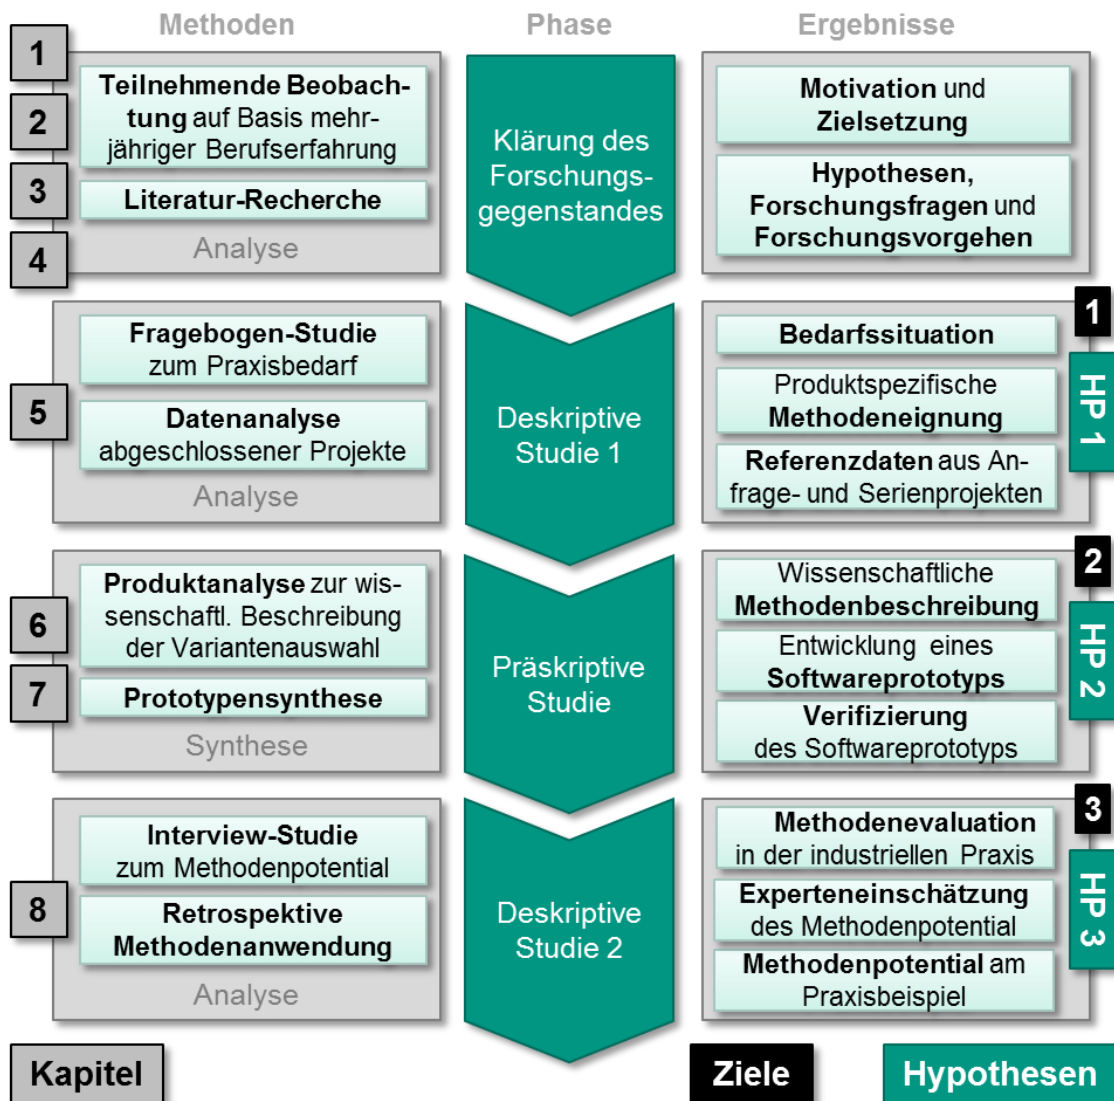 Methoden
Phase
Ergebnisse
1
2
3
4
Teilnehmende Beobach-
tung auf Basis mehr-
jähriger Berufserfahrung
Literatur-Recherche
Analyse
Klärung des
Forschungs-
gegenstandes
Motivation und
Zielsetzung
Hypothesen,
Forschungsfragen und
Forschungsvorgehen
5
Fragebogen-Studie
zum Praxisbedarf
Datenanalyse
abgeschlossener Projekte
Analyse
Deskriptive
Studie 1
Bedarfssituation
Produktspezifische
Methodeneignung
Referenzdaten aus An-
frage- und Serienprojekten
1
HP 1
6
7
Produktanalyse zur wis-
senschaftl. Beschreibung
der Variantenauswahl
Prototypensynthese
Synthese
Präskriptive
Studie
Wissenschaftliche
Methodenbeschreibung
Entwicklung eines
Softwareprototyps
Verifizierung
des Softwareprototyps
2
HP 2
8
Interview-Studie
zum Methodenpotential
Retrospektive
Methodenanwendung
Analyse
Deskriptive
Studie 2
Methodenevaluation
in der industriellen Praxis
Experteneinschätzung
des Methodenpotential
Methodenpotential am
Praxisbeispiel
3
HP 3
Kapitel
Ziele
Hypothesen